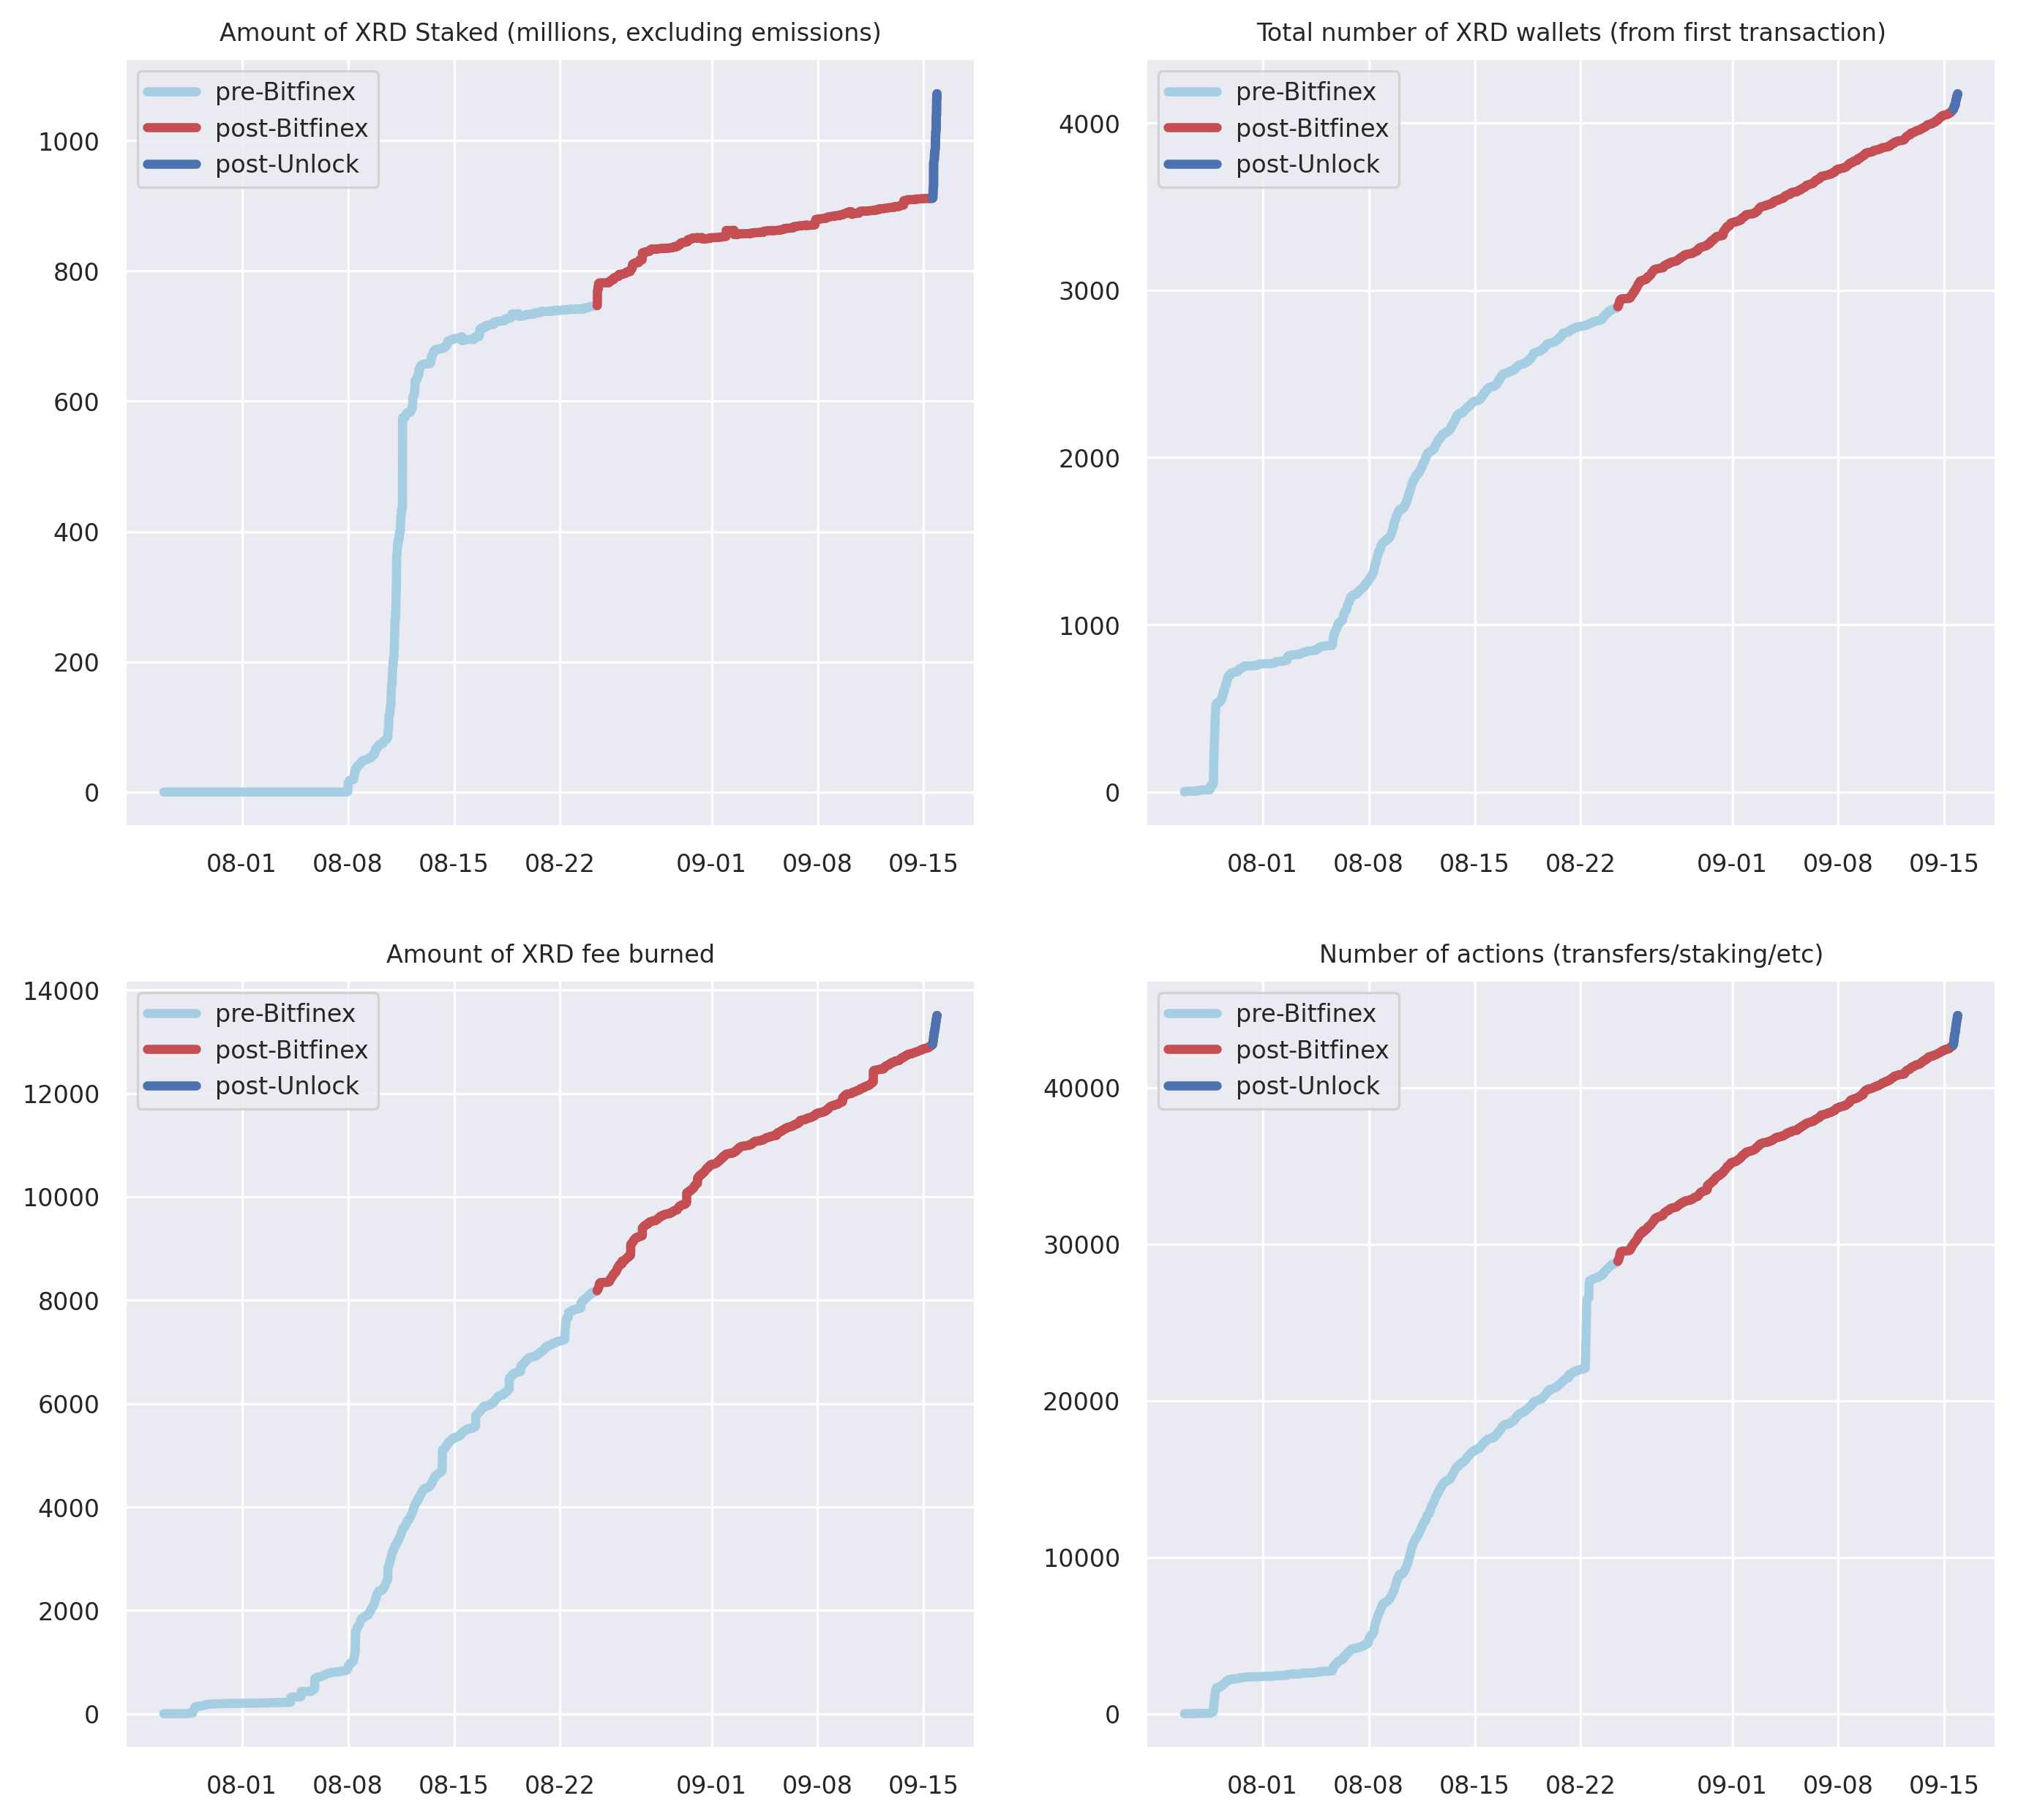 Amount of XRD Staked (millions, excluding emissions)
pre-Bitfinex
post-Bitfinex
post-Unlock
1000
800
600
400
200
0
08-01 08-08 08-15 08-22 09-01 09-08 09-15
Total number of XRD wallets (from first transaction)
pre-Bitfinex
post-Bitfinex
post-Unlock
4000
3000
2000
1000
0
08-01 08-08 08-15 08-22 09-01 09-08 09-15
Amount of XRD fee burned
pre-Bitfinex
post-Bitfinex
post-Unlock
14000
12000
10000
8000
6000
4000
2000
0
08-01 08-08 08-15 08-22 09-01 09-08 09-15
Number of actions (transfers/staking/etc)
pre-Bitfinex
post-Bitfinex
post-Unlock
40000
30000
20000
10000
0
08-01 08-08 08-15 08-22 09-01 09-08 09-15